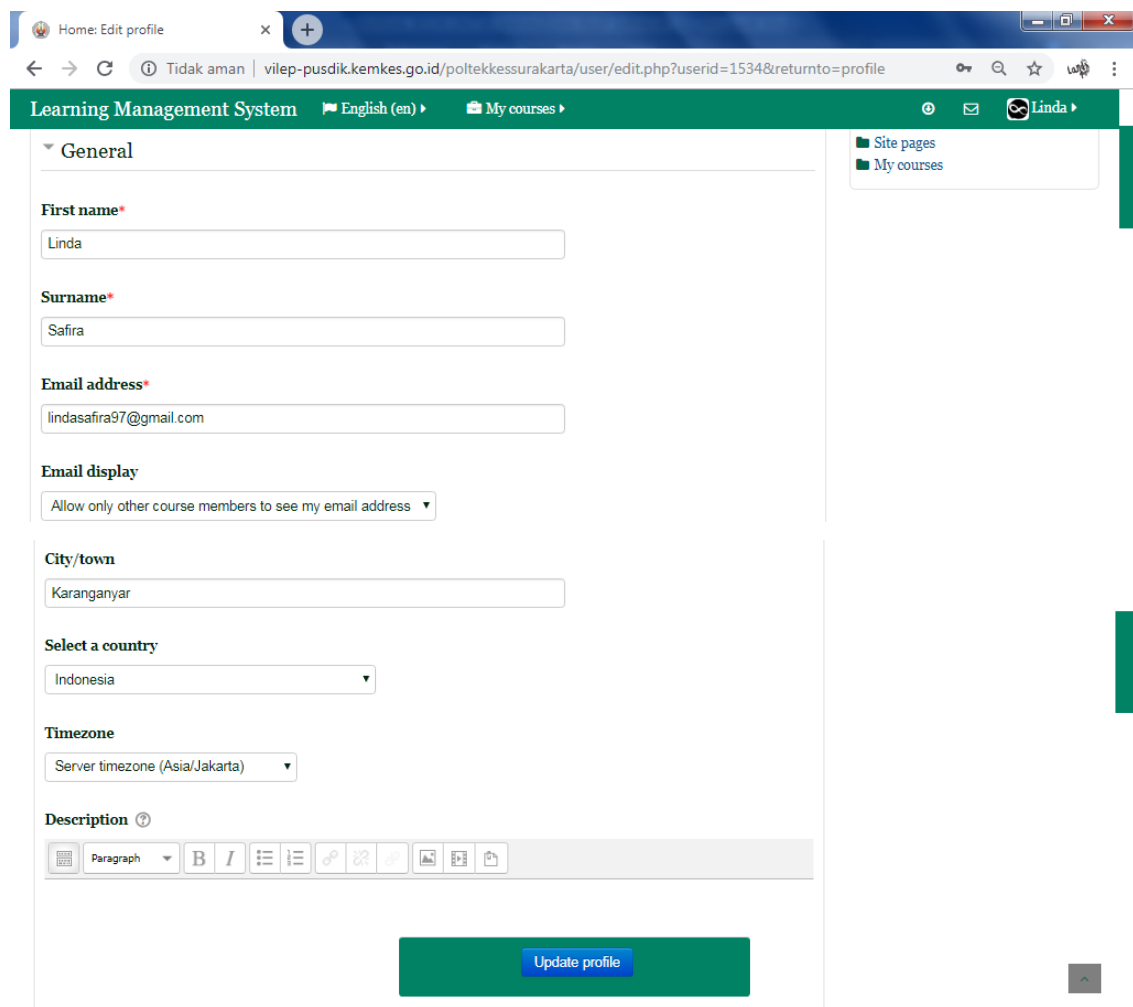 Home: Edit profile
Tidak aman | vilep-pusdik.kemkes.go.id/poltekkessurakarta/user/edit.php?userid=1534&returnto=profile
Learning Management System English (en) My courses Linda
General
Site pages
My courses
First name*
Linda
Surname*
Safira
Email address*
lindasafira97@gmail.com
Email display
Allow only other course members to see my email address
City/town
Karanganyar
Select a country
Indonesia
Timezone
Server timezone (Asia/Jakarta)
Description
Paragraph B I
Update profile